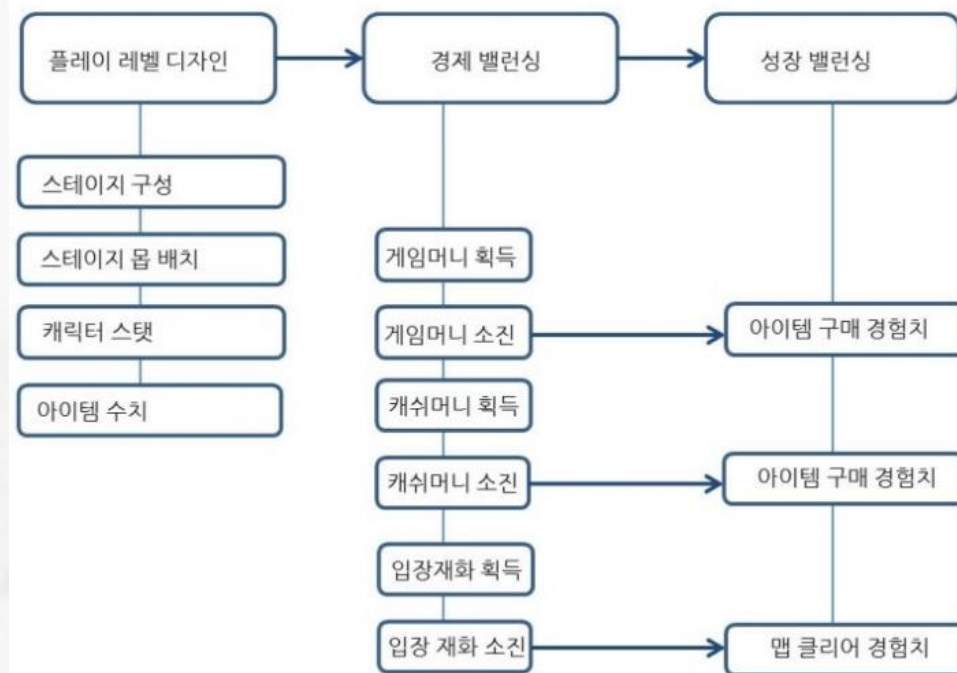 플레이 레벨 디자인
경제 밸런싱
성장 밸런싱
스테이지 구성
스테이지 몹 배치
캐릭터 스탯
아이템 수치
게임머니 획득
게임머니 소진
캐쉬머니 획득
캐쉬머니 소진
입장재화 획득
입장 재화 소진
아이템 구매 경험치
아이템 구매 경험치
맵 클리어 경험치